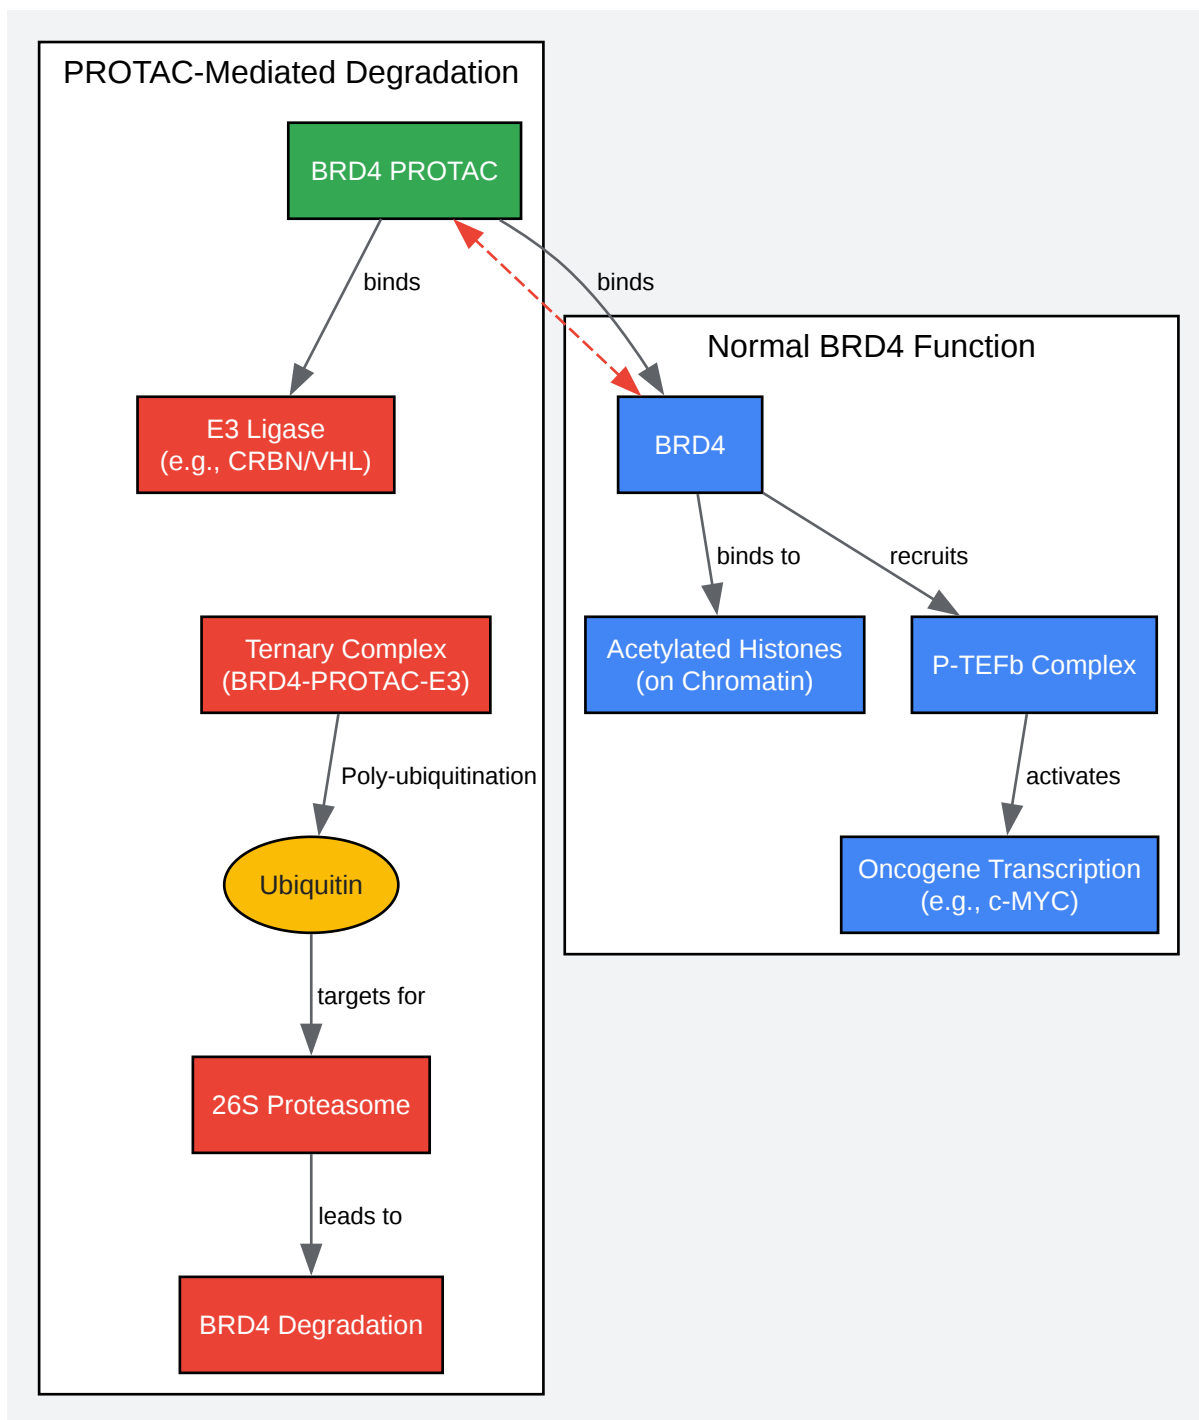 PROTAC-Mediated Degradation
BRD4 PROTAC
binds
binds
E3 Ligase
(e.g., CRBN/VHL)
Ternary Complex
(BRD4-PROTAC-E3)
Poly-ubiquitination
Ubiquitin
targets for
26S Proteasome
leads to
BRD4 Degradation
Normal BRD4 Function
BRD4
binds to
recruits
Acetylated Histones
(on Chromatin)
P-TEFb Complex
activates
Oncogene Transcription
(e.g., c-MYC)